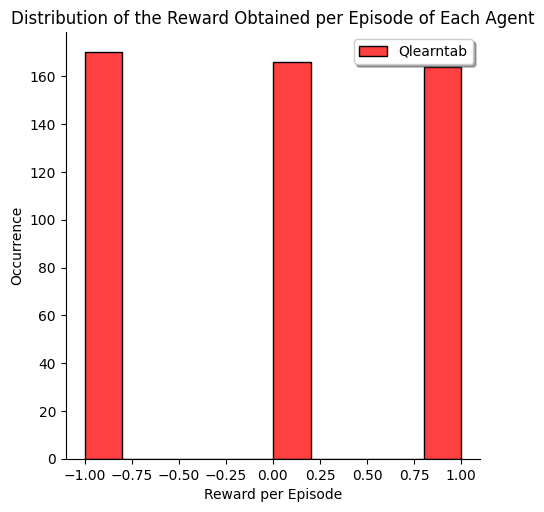 Distribution of the Reward Obtained per Episode of Each Agent
Qlearntab
160
140
120
100
80
60
40
20
0
Occurrence
−1.00 −0.75 −0.50 −0.25 0.00 0.25 0.50 0.75 1.00
Reward per Episode